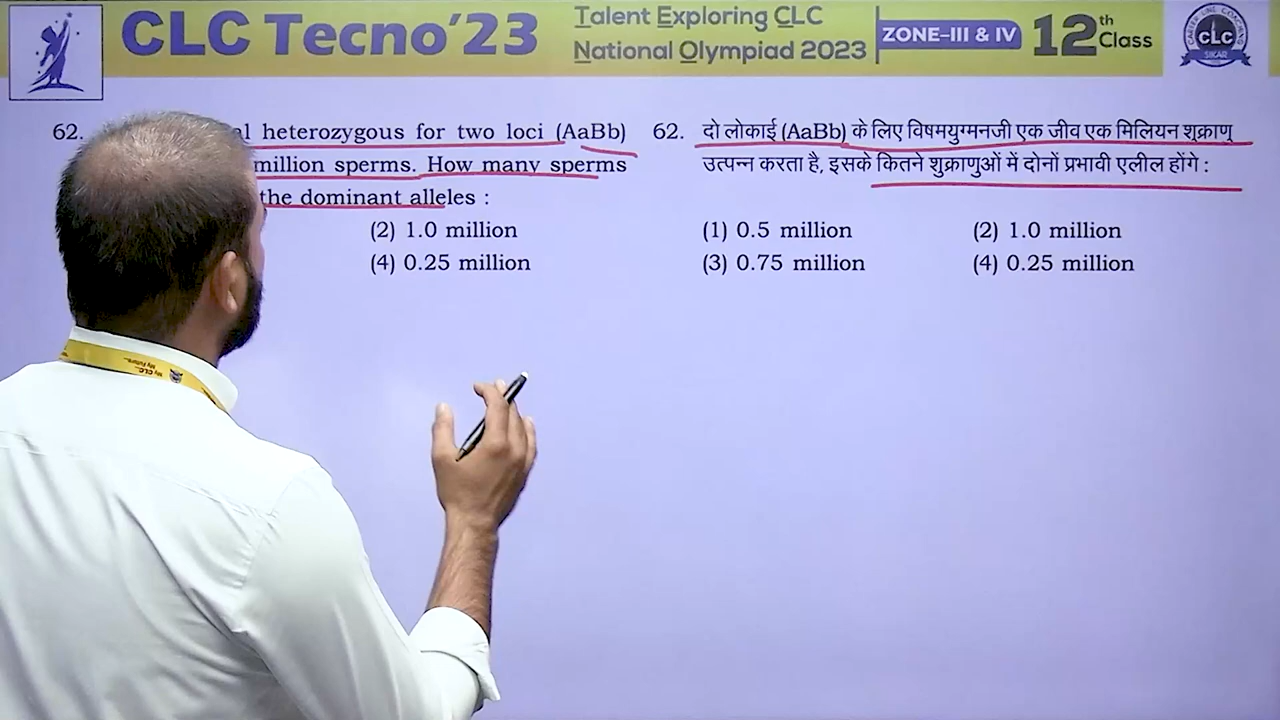 CLC Tecno'23
Talent Exploring CLC
National Olympiad 2023
ZONE–III & IV
12th Class
CLC
SIKAR
62. heterozygous for two loci (AaBb)
million sperms. How many sperms
the dominant alleles :
(2) 1.0 million
(4) 0.25 million
62. दो लोकाई (AaBb) के लिए विषमयुग्मनजी एक जीव एक मिलियन शुक्राणु
उत्पन्न करता है, इसके कितने शुक्राणुओं में दोनों प्रभावी एलील होंगे :
(1) 0.5 million (2) 1.0 million
(3) 0.75 million (4) 0.25 million